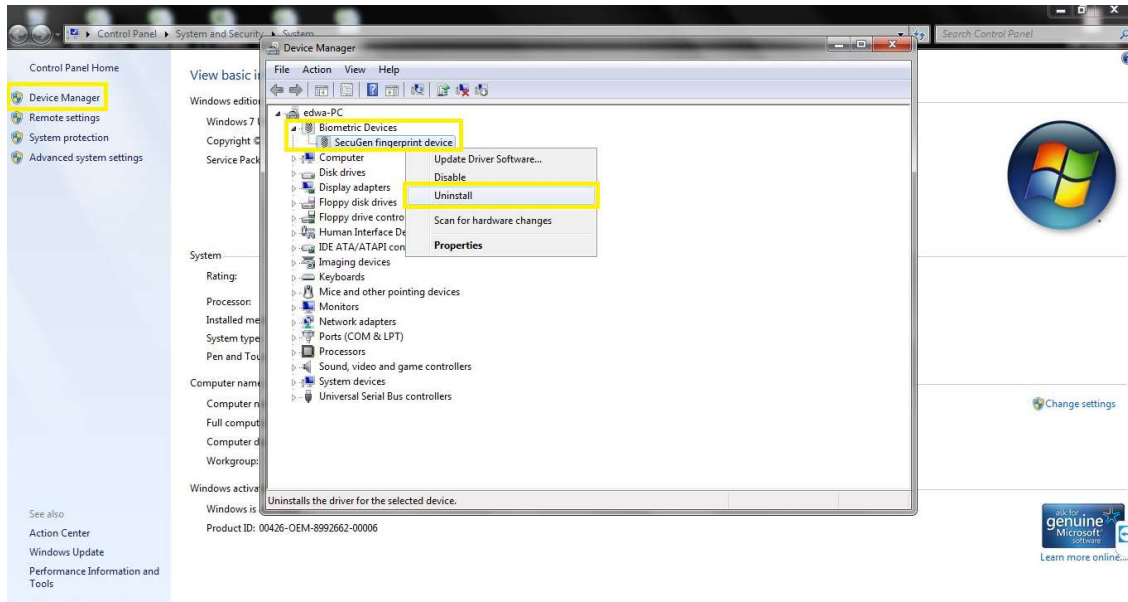 Control Panel ▸ System and Security ▸ System
Search Control Panel
Control Panel Home
Device Manager
Remote settings
System protection
Advanced system settings
See also
Action Center
Windows Update
Performance Information and
Tools
View basic i
Windows edition
Windows 7
Copyright ©
Service Pack
System
Rating:
Processor:
Installed me
System type
Pen and Tou
Computer name
Computer n
Full comput
Computer d
Workgroup:
Windows activa
Windows is
Product ID: 00426-OEM-8992662-00006
Device Manager
File Action View Help
edwa-PC
Biometric Devices
SecuGen fingerprint device
Computer
Disk drives
Display adapters
Floppy disk drives
Floppy drive contro
Human Interface De
IDE ATA/ATAPI con
Imaging devices
Keyboards
Mice and other pointing devices
Monitors
Network adapters
Ports (COM & LPT)
Processors
Sound, video and game controllers
System devices
Universal Serial Bus controllers
Update Driver Software...
Disable
Uninstall
Scan for hardware changes
Properties
Uninstalls the driver for the selected device.
Change settings
ask for
genuine
Microsoft
software
Learn more online...